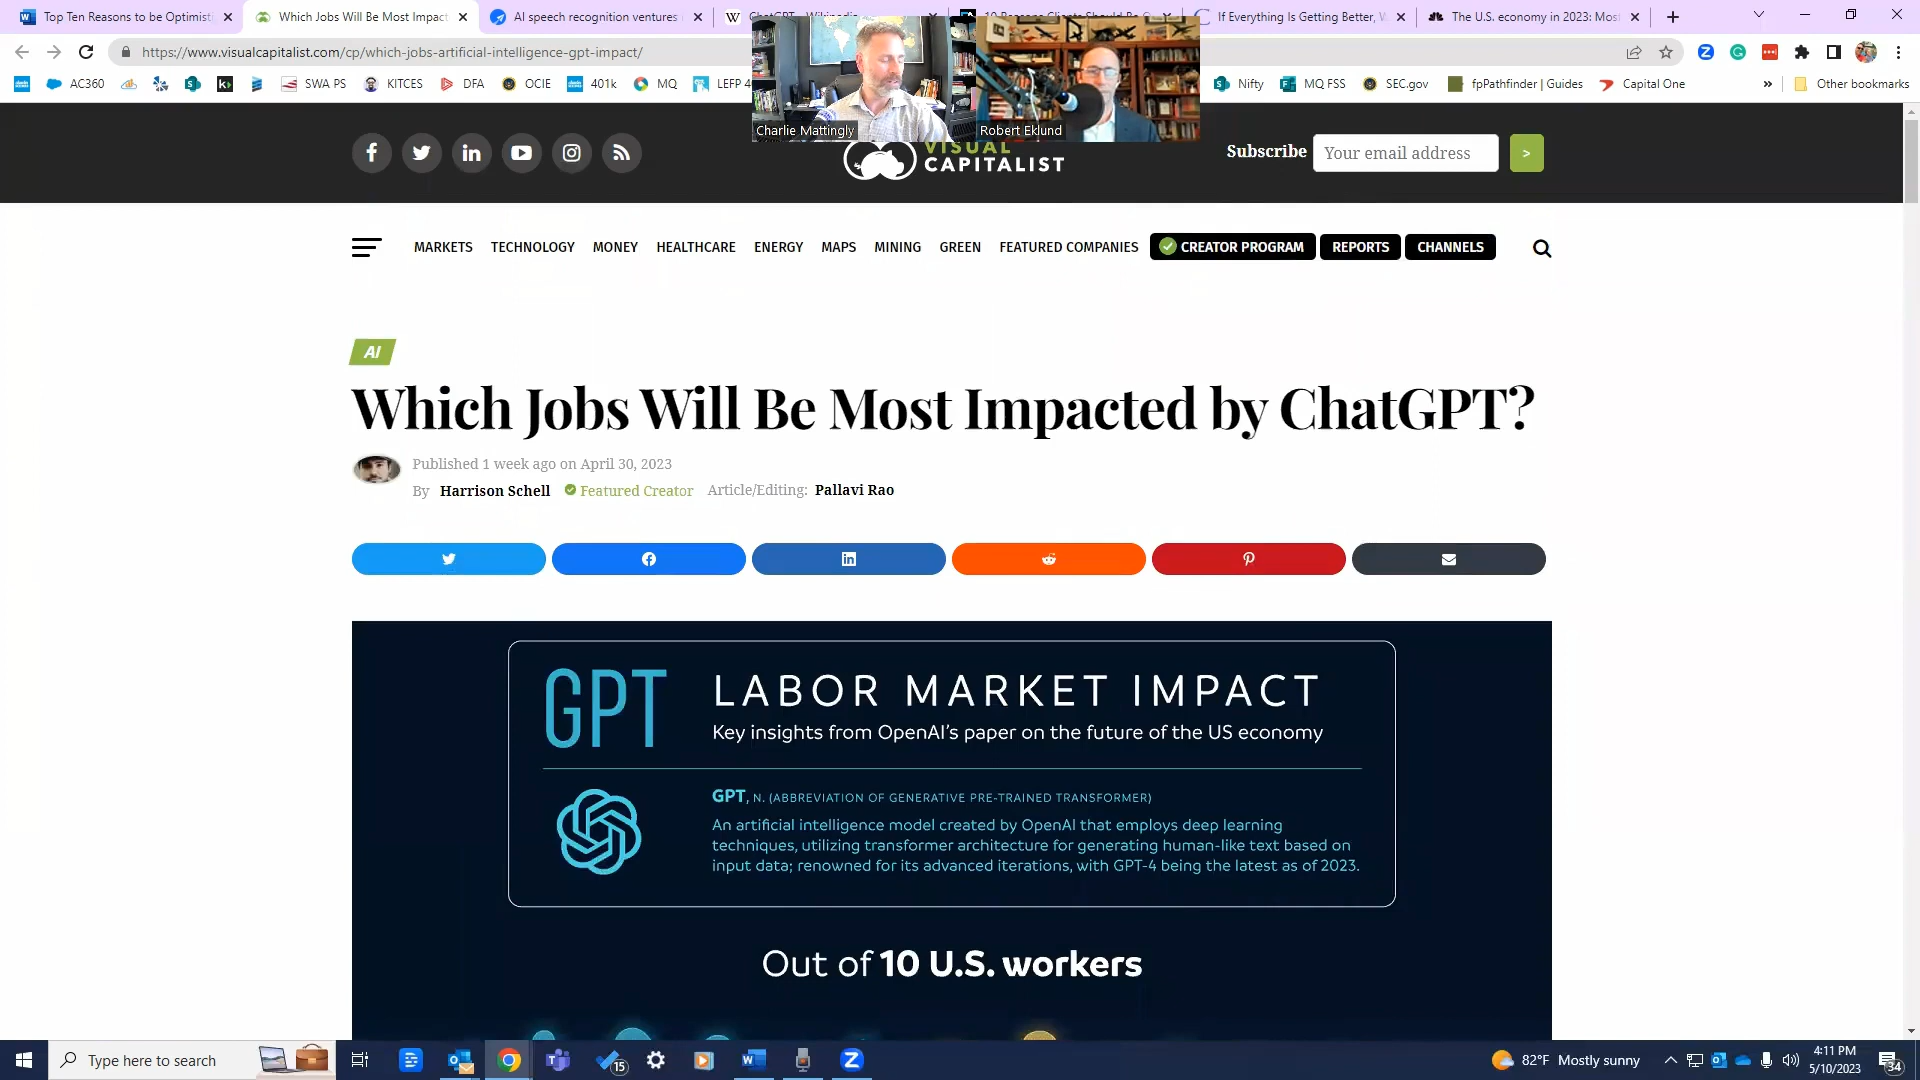 Top Ten Reasons to be Optimisti
Which Jobs Will Be Most Impact
AI speech recognition ventures
If Everything Is Getting Better, W
The U.S. economy in 2023: Most
https://www.visualcapitalist.com/cp/which-jobs-artificial-intelligence-gpt-impact/
AC360
SWA PS
KITCES
DFA
OCIE
401k
MQ
LEFP 4
Nifty
MQ FSS
SEC.gov
fpPathfinder | Guides
Capital One
»
Other bookmarks
Charlie Mattingly
Robert Eklund
VISUAL
CAPITALIST
Subscribe
Your email address
>
MARKETS TECHNOLOGY MONEY HEALTHCARE ENERGY MAPS MINING GREEN FEATURED COMPANIES CREATOR PROGRAM REPORTS CHANNELS
AI
Which Jobs Will Be Most Impacted by ChatGPT?
Published 1 week ago on April 30, 2023
By Harrison Schell Featured Creator Article/Editing: Pallavi Rao
GPT
LABOR MARKET IMPACT
Key insights from OpenAI's paper on the future of the US economy
GPT, N. (ABBREVIATION OF GENERATIVE PRE-TRAINED TRANSFORMER)
An artificial intelligence model created by OpenAI that employs deep learning
techniques, utilizing transformer architecture for generating human-like text based on
input data; renowned for its advanced iterations, with GPT-4 being the latest as of 2023.
Out of 10 U.S. workers
Type here to search
15
82°F Mostly sunny
4:11 PM
5/10/2023
34